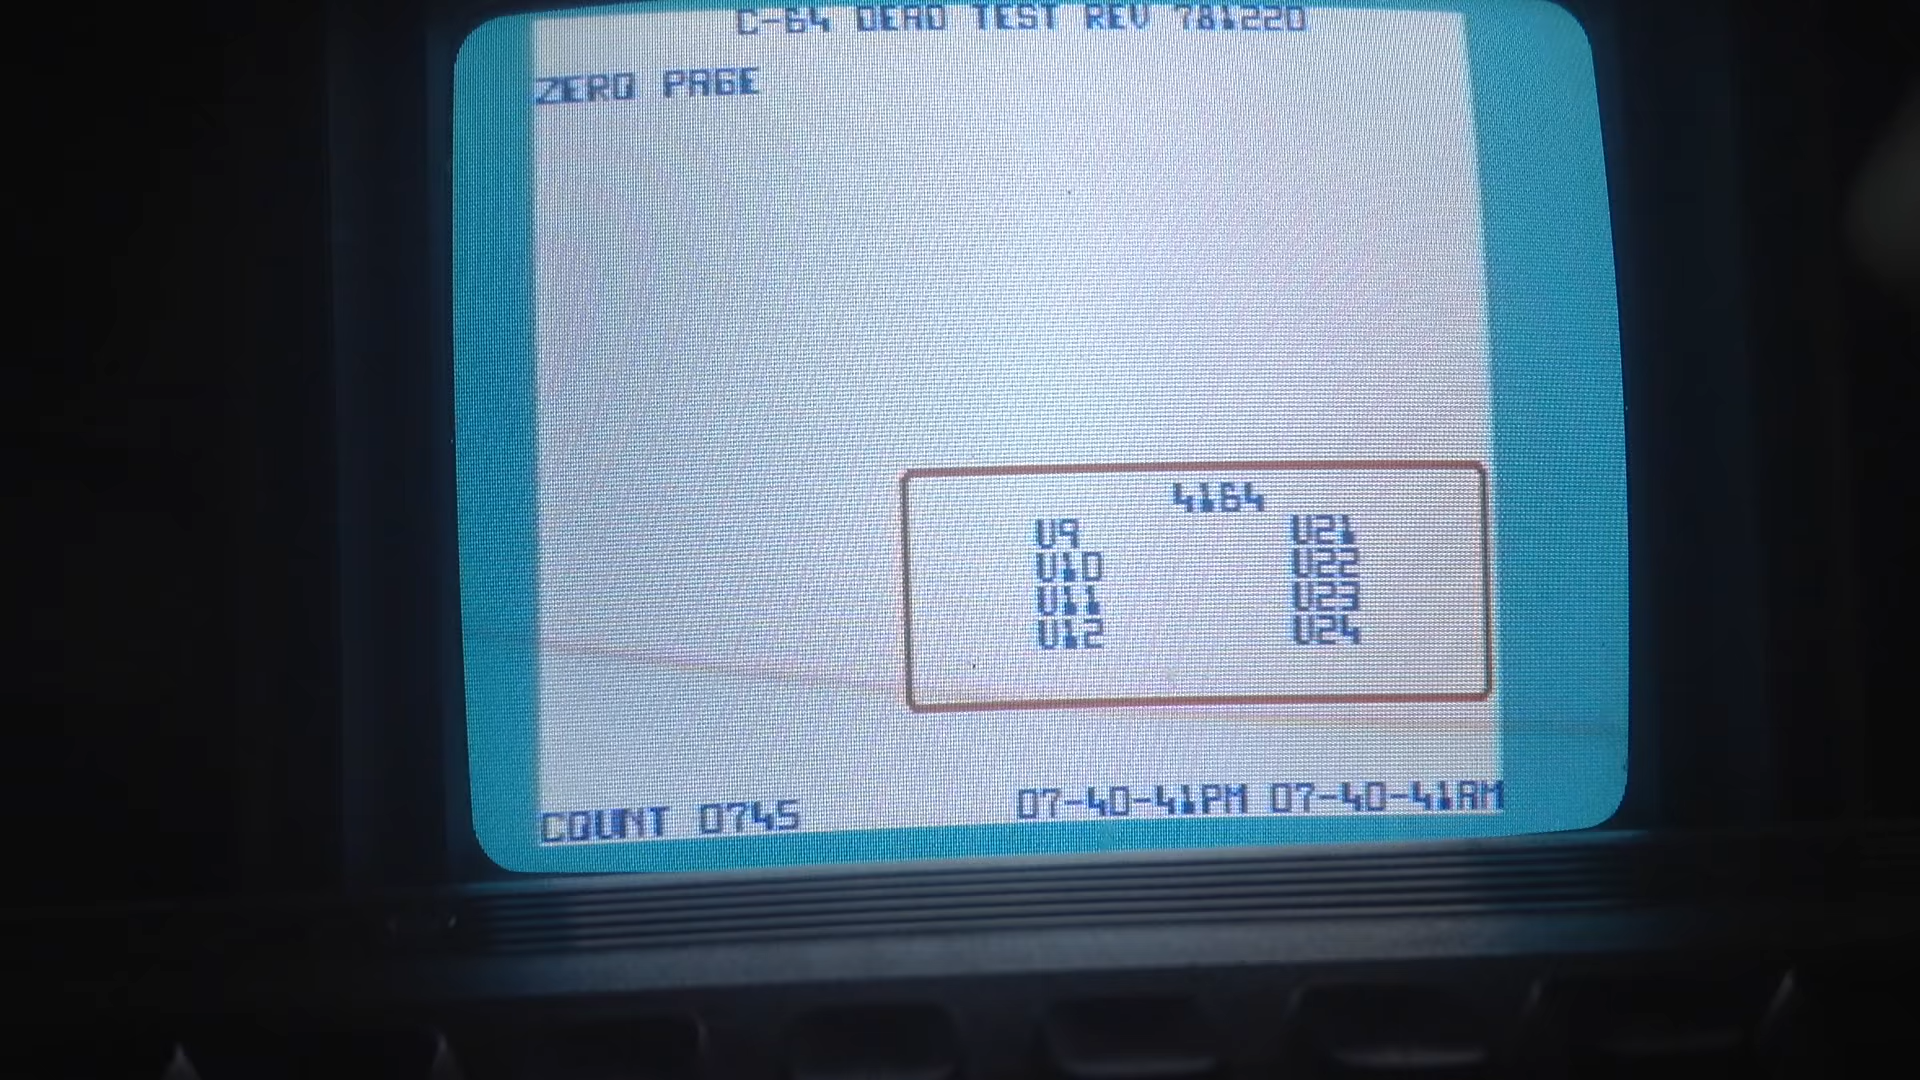 C-64 DEAD TEST REV 781220
ZERO PAGE
4164
U9 U21
U10 U22
U11 U23
U12 U24
COUNT 0745 07-40-41PM 07-40-41AM